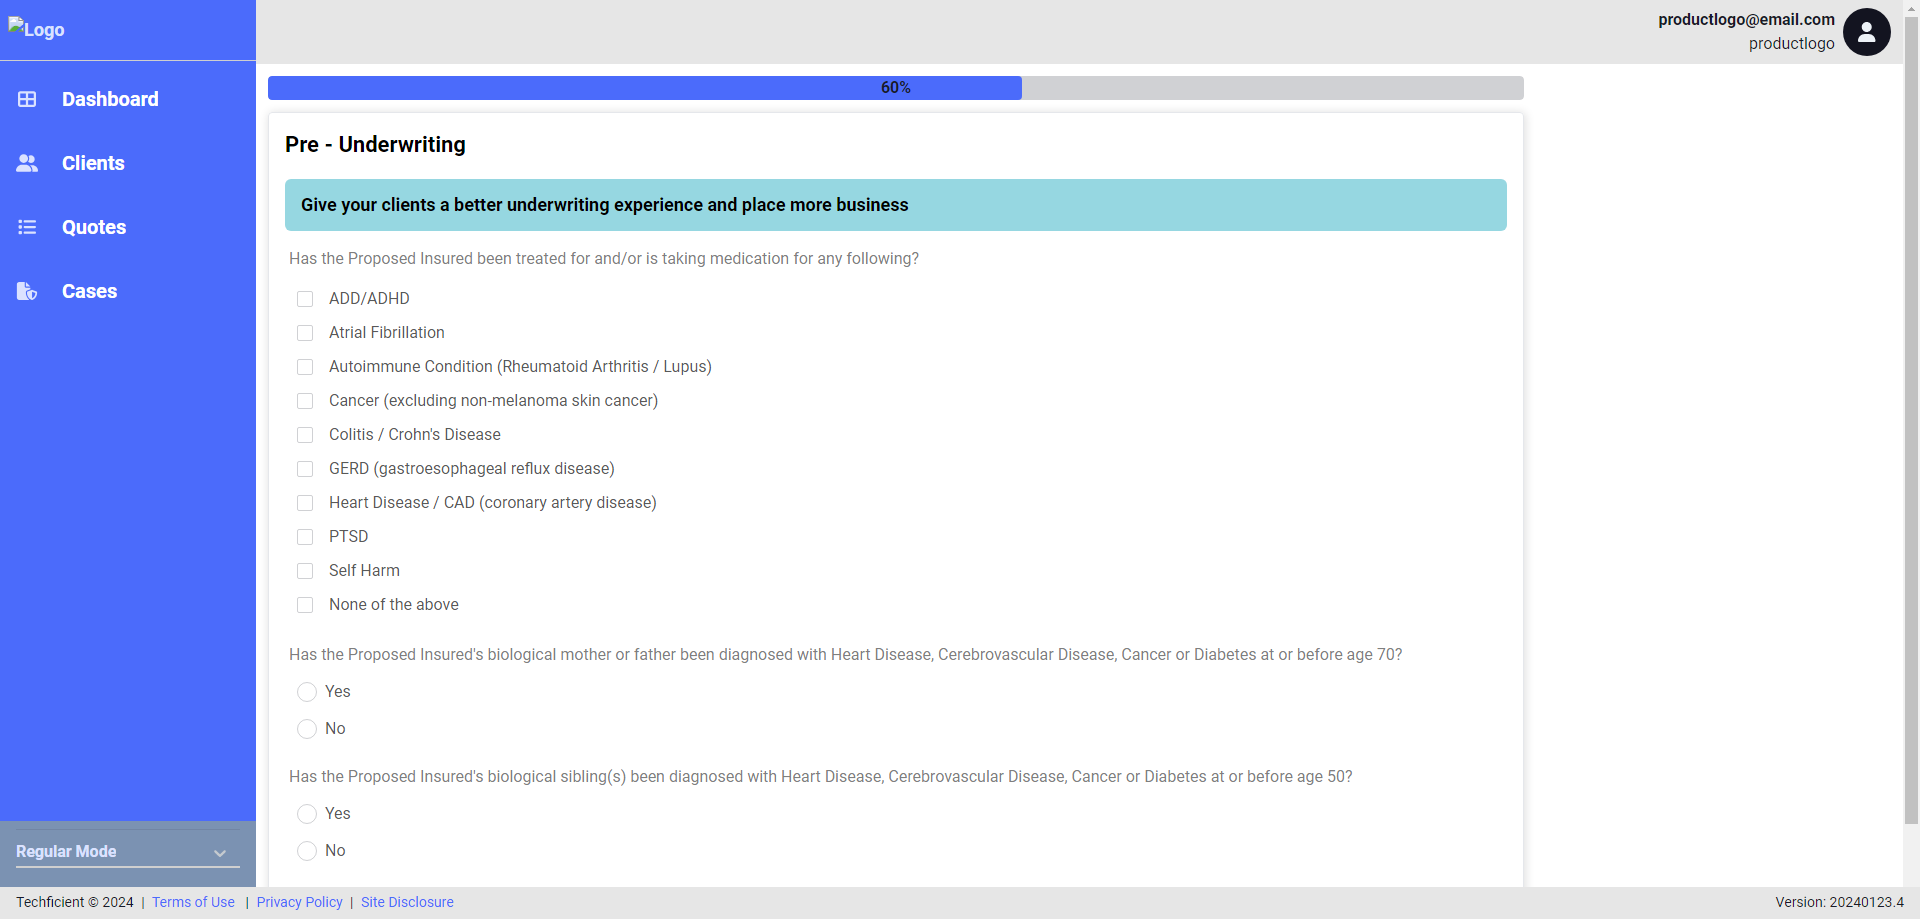 Logo
productlogo@email.com
productlogo
Dashboard
Clients
Quotes
Cases
60%
Pre - Underwriting
Give your clients a better underwriting experience and place more business
Has the Proposed Insured been treated for and/or is taking medication for any following?
ADD/ADHD
Atrial Fibrillation
Autoimmune Condition (Rheumatoid Arthritis / Lupus)
Cancer (excluding non-melanoma skin cancer)
Colitis / Crohn's Disease
GERD (gastroesophageal reflux disease)
Heart Disease / CAD (coronary artery disease)
PTSD
Self Harm
None of the above
Has the Proposed Insured's biological mother or father been diagnosed with Heart Disease, Cerebrovascular Disease, Cancer or Diabetes at or before age 70?
Yes
No
Has the Proposed Insured's biological sibling(s) been diagnosed with Heart Disease, Cerebrovascular Disease, Cancer or Diabetes at or before age 50?
Yes
No
Regular Mode
Techficient © 2024 | Terms of Use | Privacy Policy | Site Disclosure
Version: 20240123.4